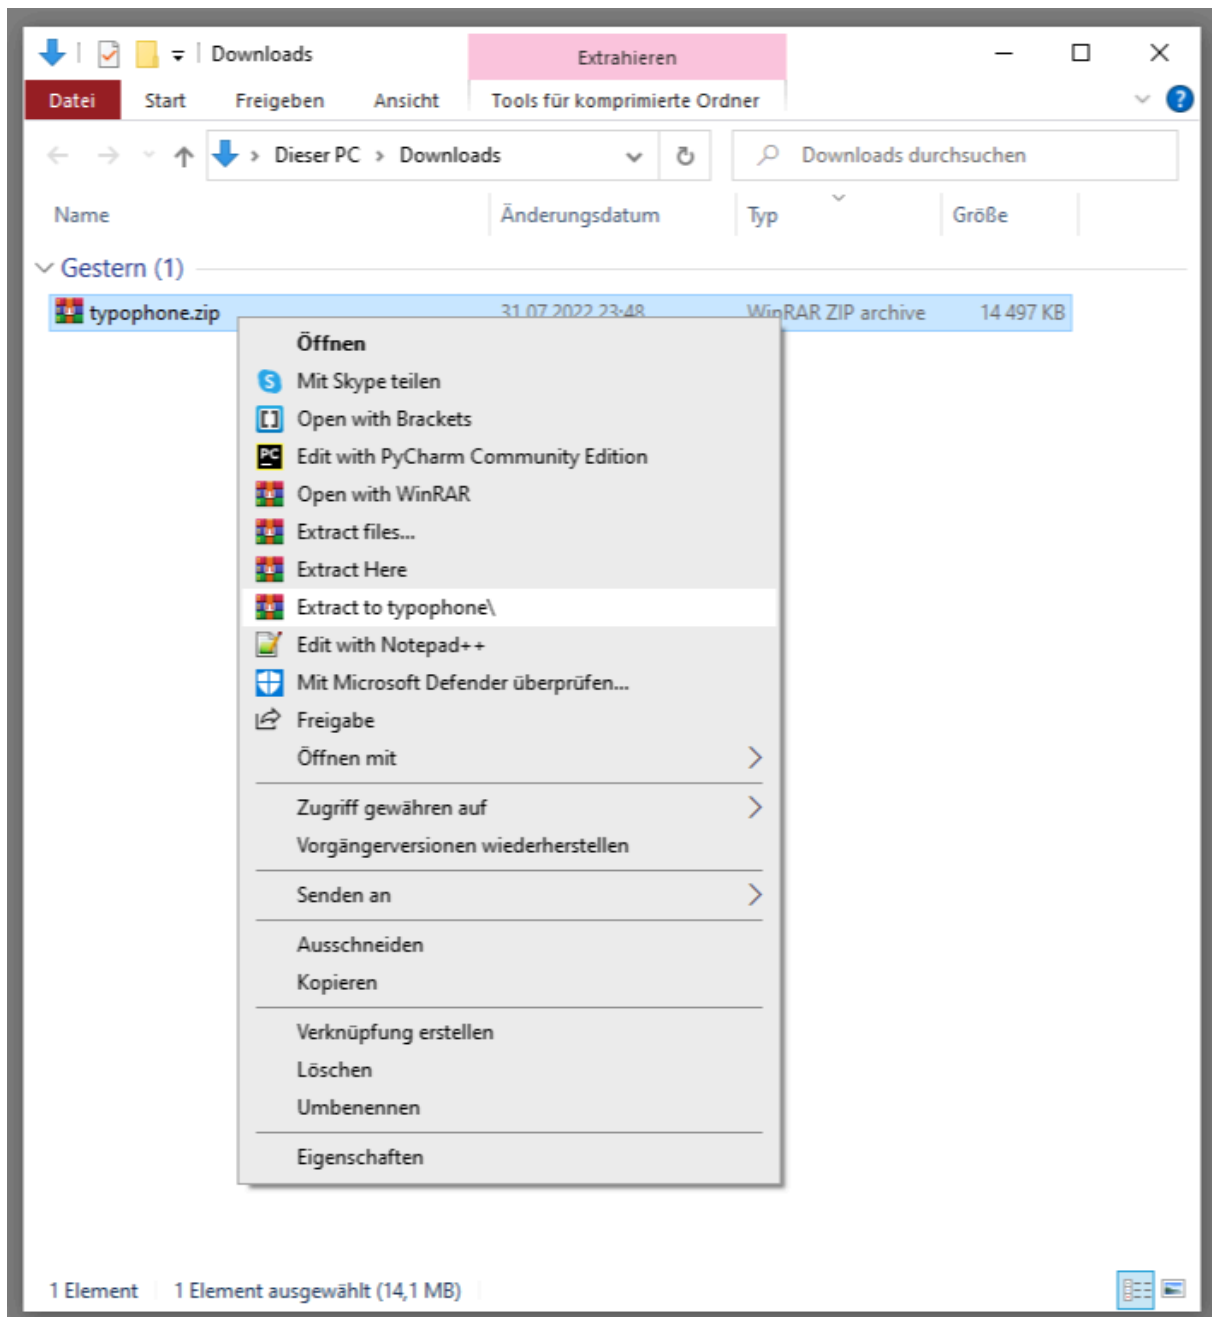 Downloads
Extrahieren
Datei Start Freigeben Ansicht Tools für komprimierte Ordner
Dieser PC > Downloads
Downloads durchsuchen
Name Änderungsdatum Typ Größe
Gestern (1)
typophone.zip 31.07.2022 23:48 WinRAR ZIP archive 14 497 KB
Öffnen
Mit Skype teilen
Open with Brackets
Edit with PyCharm Community Edition
Open with WinRAR
Extract files...
Extract Here
Extract to typophone\
Edit with Notepad++
Mit Microsoft Defender überprüfen...
Freigabe
Öffnen mit
Zugriff gewähren auf
Vorgängerversionen wiederherstellen
Senden an
Ausschneiden
Kopieren
Verknüpfung erstellen
Löschen
Umbenennen
Eigenschaften
1 Element 1 Element ausgewählt (14,1 MB)